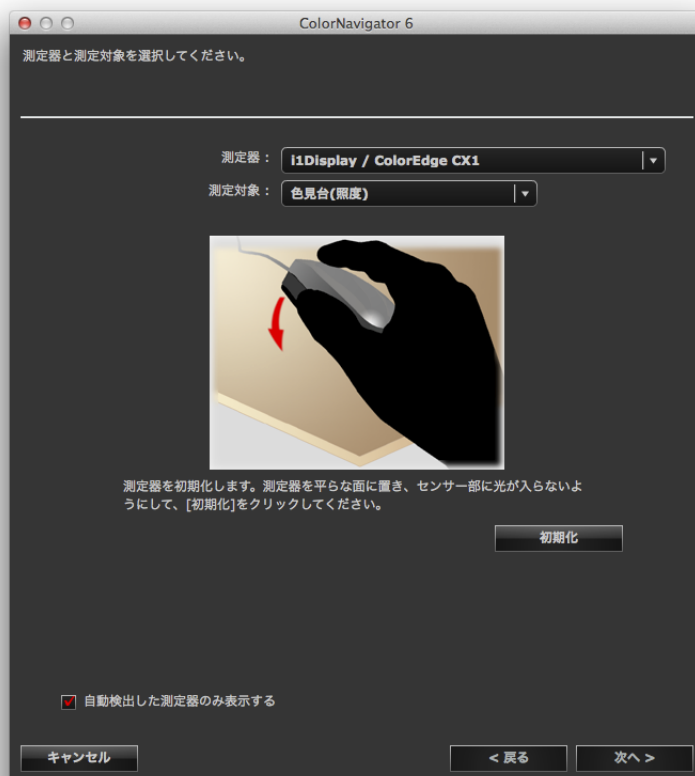 ColorNavigator 6
測定器と測定対象を選択してください。
測定器： i1Display / ColorEdge CX1
測定対象： 色見台(照度)
測定器を初期化します。測定器を平らな面に置き、センサー部に光が入らないよ
うにして、[初期化]をクリックしてください。
初期化
自動検出した測定器のみ表示する
キャンセル < 戻る 次へ >